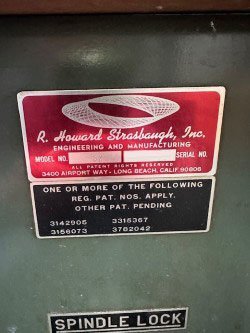 R. Howard Strasbaugh, Inc.
ENGINEERING AND MANUFACTURING
MODEL NO. SERIAL NO.
ALL PATENT RIGHTS RESERVED
3400 AIRPORT WAY - LONG BEACH, CALIF. 90806
ONE OR MORE OF THE FOLLOWING
REG. PAT. NOS. APPLY.
OTHER PAT. PENDING
3142905 3315367
3156073 3782042
SPINDLE LOCK